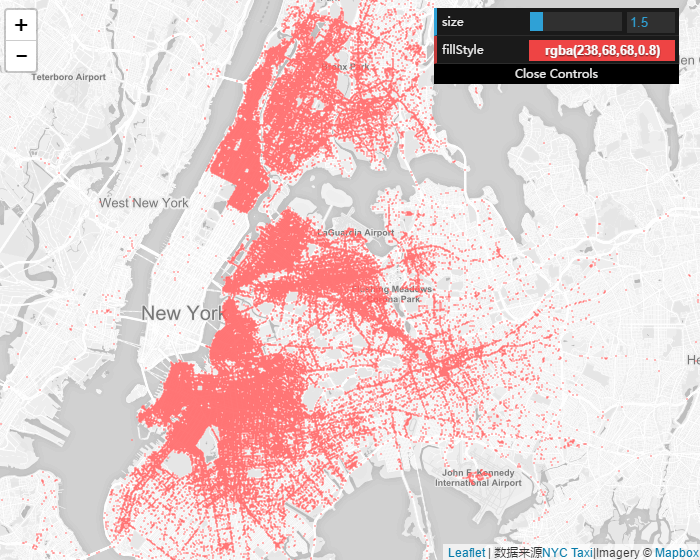 +
−
size
1.5
fillStyle
rgba(238,68,68,0.8)
Close Controls
Teterboro Airport
Bronx Park
West New York
LaGuardia Airport
Flushing Meadows-
Corona Park
New York
John F. Kennedy
International Airport
Leaflet | 数据来源NYC Taxi|Imagery © Mapbox